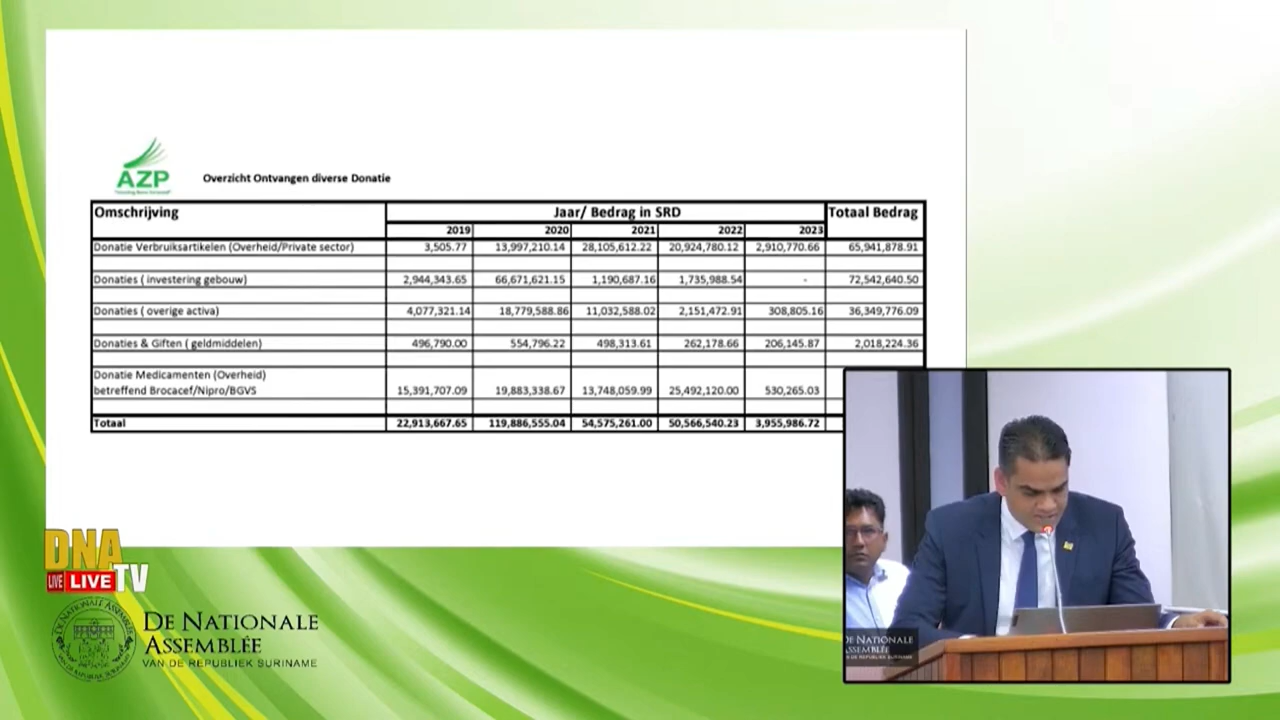 AZP
Overzicht Ontvangen diverse Donatie
Omschrijving Jaar/ Bedrag in SRD Totaal Bedrag
2019 2020 2021 2022 2023
Donatie Verbruiksartikelen (Overheid/Private sector) 3,505.77 13,997,210.14 28,105,612.22 20,924,780.12 2,910,770.66 65,941,878.91
Donaties ( investering gebouw) 2,944,343.65 66,671,621.15 1,190,687.16 1,735,988.54 - 72,542,640.50
Donaties ( overige activa) 4,077,321.14 18,779,588.86 11,032,588.02 2,151,472.91 308,805.16 36,349,776.09
Donaties & Giften ( geldmiddelen) 496,790.00 554,796.22 498,313.61 262,178.66 206,145.87 2,018,224.36
Donatie Medicamenten (Overheid)
betreffend Brocacef/Nipro/BGVS 15,391,707.09 19,883,338.67 13,748,059.99 25,492,120.00 530,265.03
Totaal 22,913,667.65 119,886,555.04 54,575,261.00 50,566,540.23 3,955,986.72
DNA
LIVE LIVE TV
DE NATIONALE
ASSEMBLÉE
VAN DE REPUBLIEK SURINAME
DE NATIONALE
ASSEMBLÉE
VAN DE REPUBLIEK SURINAME